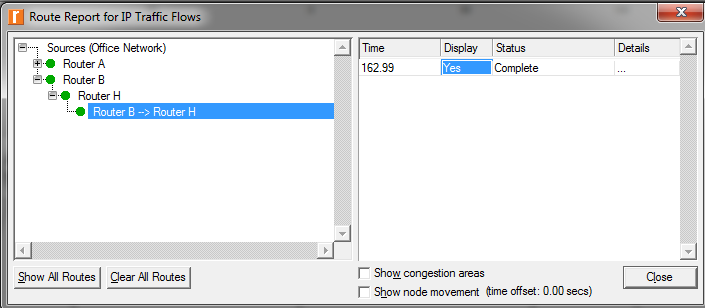 Route Report for IP Traffic Flows
Sources (Office Network)
Router A
Router B
Router H
Router B --> Router H
Time Display Status Details
162.99 Yes Complete ...
Show All Routes Clear All Routes
Show congestion areas
Show node movement (time offset: 0.00 secs)
Close